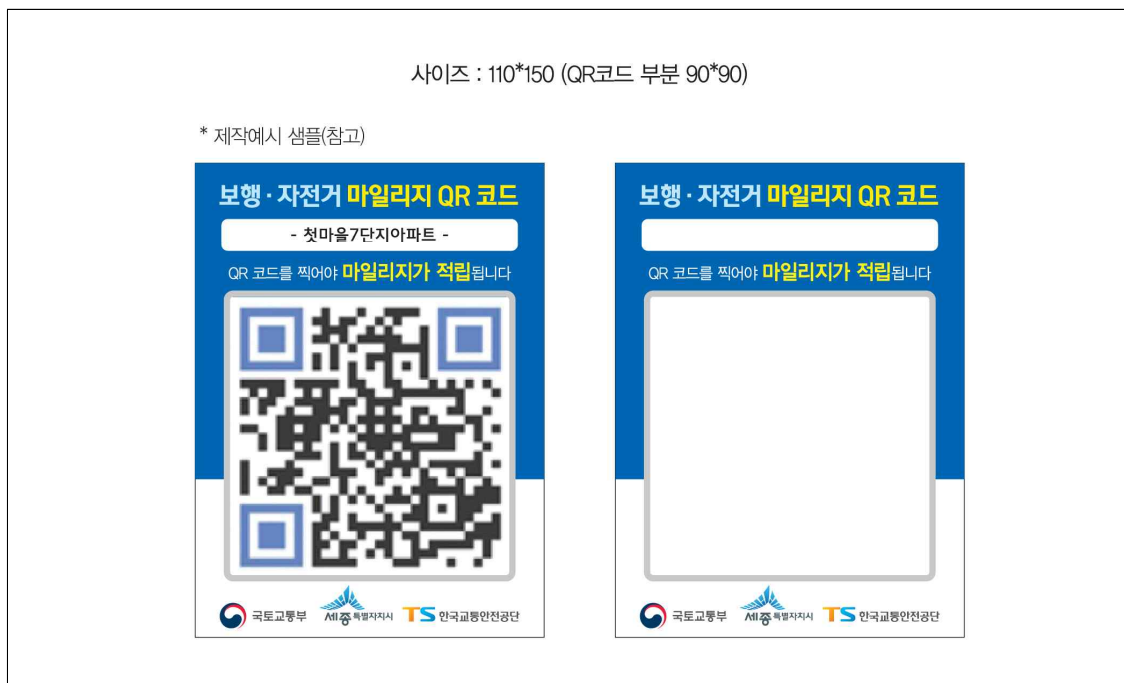 사이즈 : 110*150 (QR코드 부분 90*90)
* 제작예시 샘플(참고)
보행 · 자전거 마일리지 QR 코드
- 첫마을7단지아파트 -
QR 코드를 찍어야 마일리지가 적립됩니다
국토교통부 세종특별자치시 TS 한국교통안전공단
보행 · 자전거 마일리지 QR 코드
QR 코드를 찍어야 마일리지가 적립됩니다
국토교통부 세종특별자치시 TS 한국교통안전공단